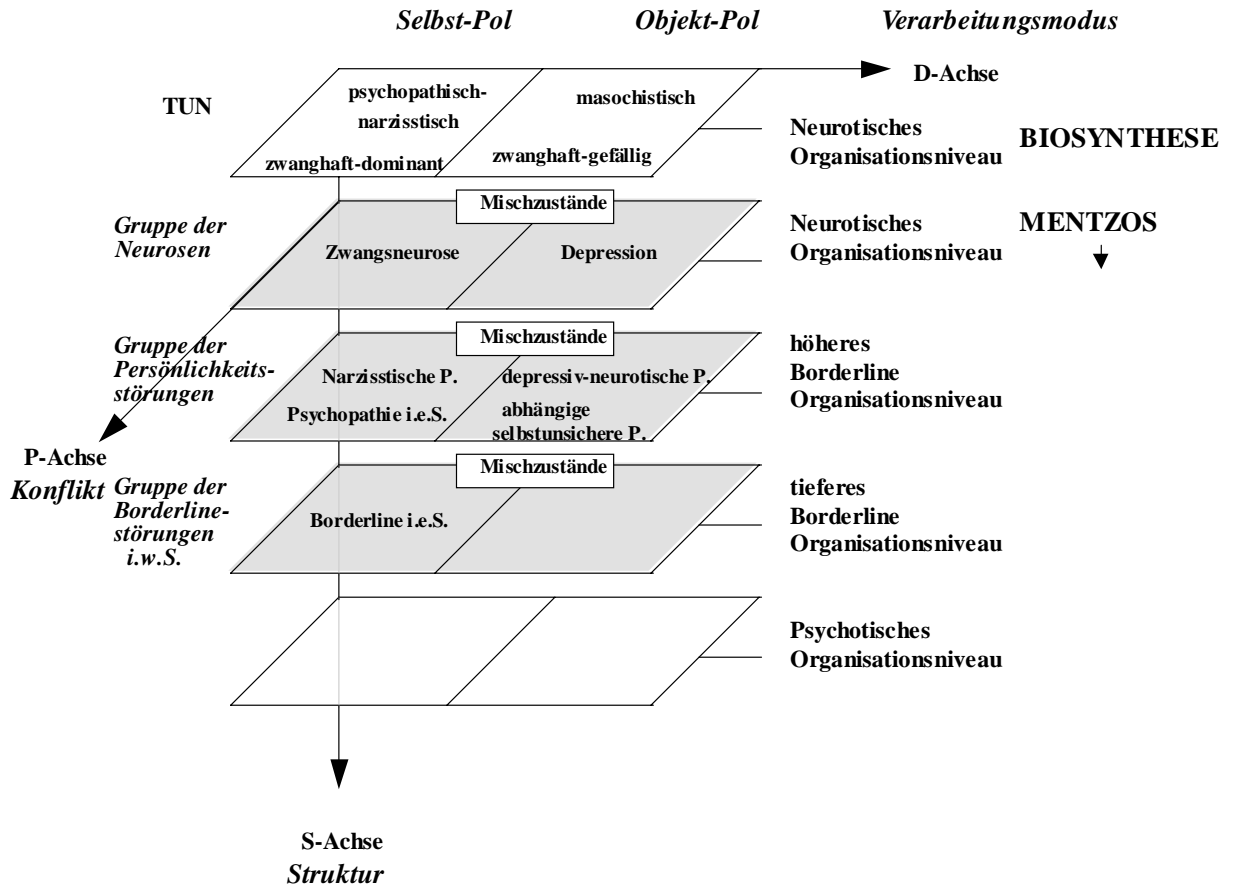 Selbst-Pol Objekt-Pol Verarbeitungsmodus
D-Achse
TUN
psychopathisch-
narzisstisch
masochistisch
zwanghaft-dominant
zwanghaft-gefällig
Neurotisches
Organisationsniveau
BIOSYNTHESE
Gruppe der
Neurosen
Mischzustände
Zwangsneurose
Depression
Neurotisches
Organisationsniveau
MENTZOS
Gruppe der
Persönlichkeits-
störungen
Mischzustände
Narzisstische P.
Psychopathie i.e.S.
depressiv-neurotische P.
abhängige
selbstunsichere P.
höheres
Borderline
Organisationsniveau
P-Achse
Konflikt
Gruppe der
Borderline-
störungen
i.w.S.
Mischzustände
Borderline i.e.S.
tieferes
Borderline
Organisationsniveau
Psychotisches
Organisationsniveau
S-Achse
Struktur